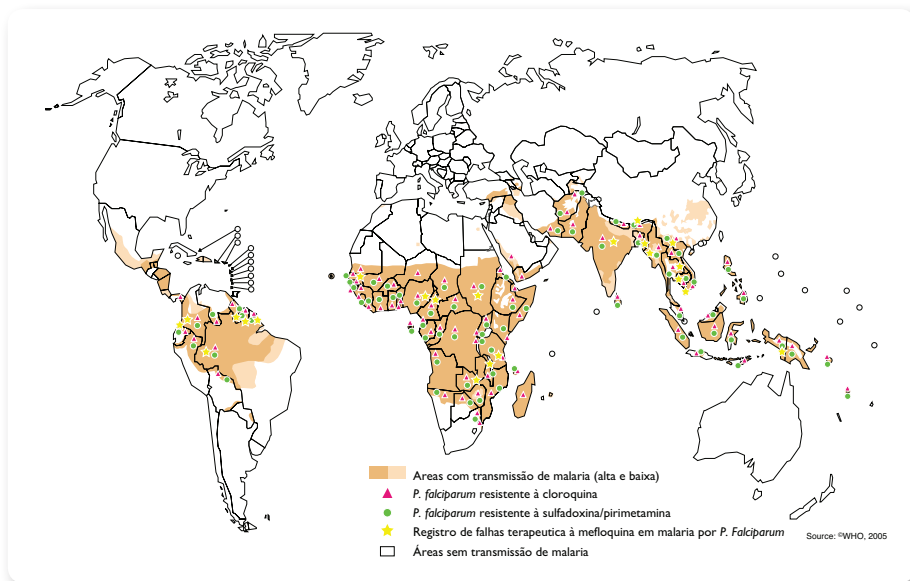 Areas com transmissão de malaria (alta e baixa)
P. falciparum resistente à cloroquina
P. falciparum resistente à sulfadoxina/pirimetamina
Registro de falhas terapeutica à mefloquina em malaria por P. Falciparum
Source: ©WHO, 2005
Áreas sem transmissão de malaria